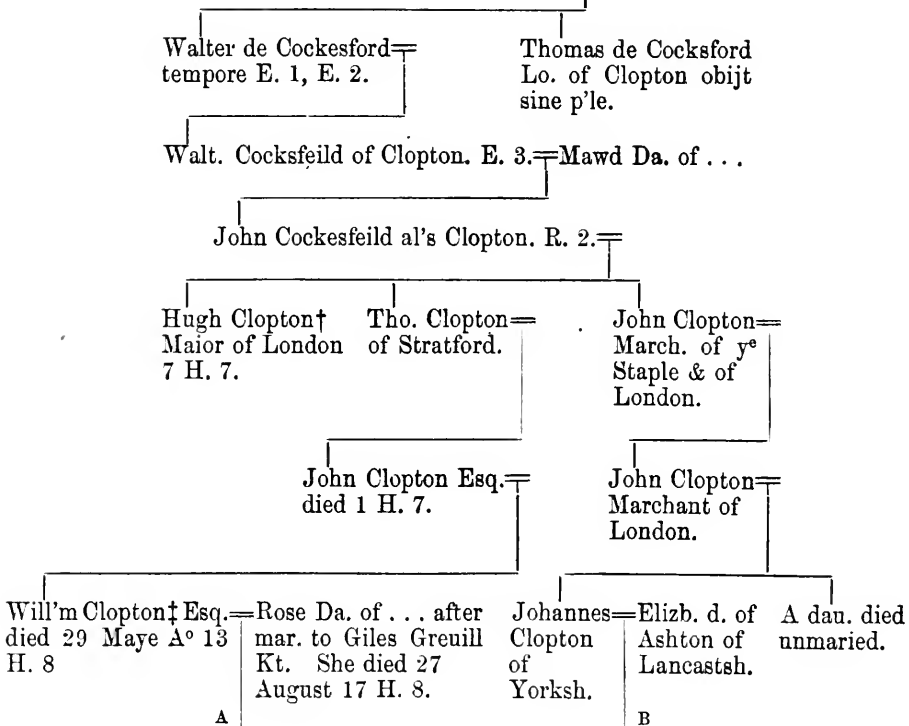 Walter de Cockesford=
tempore E. 1, E. 2.
Thomas de Cocksford
Lo. of Clopton obijt
sine p'le.
Walt. Cocksfeild of Clopton. E. 3.=Mawd Da. of . . .
John Cockesfeild al's Clopton. R. 2.=
Hugh Clopton†
Maior of London
7 H. 7.
Tho. Clopton=
of Stratford.
John Clopton=
March. of yᵉ
Staple & of
London.
John Clopton Esq.=
died 1 H. 7.
John Clopton=
Marchant of
London.
Will'm Clopton‡ Esq.=
died 29 Maye Aº 13
H. 8
Rose Da. of . . . after
mar. to Giles Greuill
Kt. She died 27
August 17 H. 8.
Johannes=
Clopton
of
Yorksh.
Elizb. d. of
Ashton of
Lancastsh.
A dau. died
unmaried.
A
B